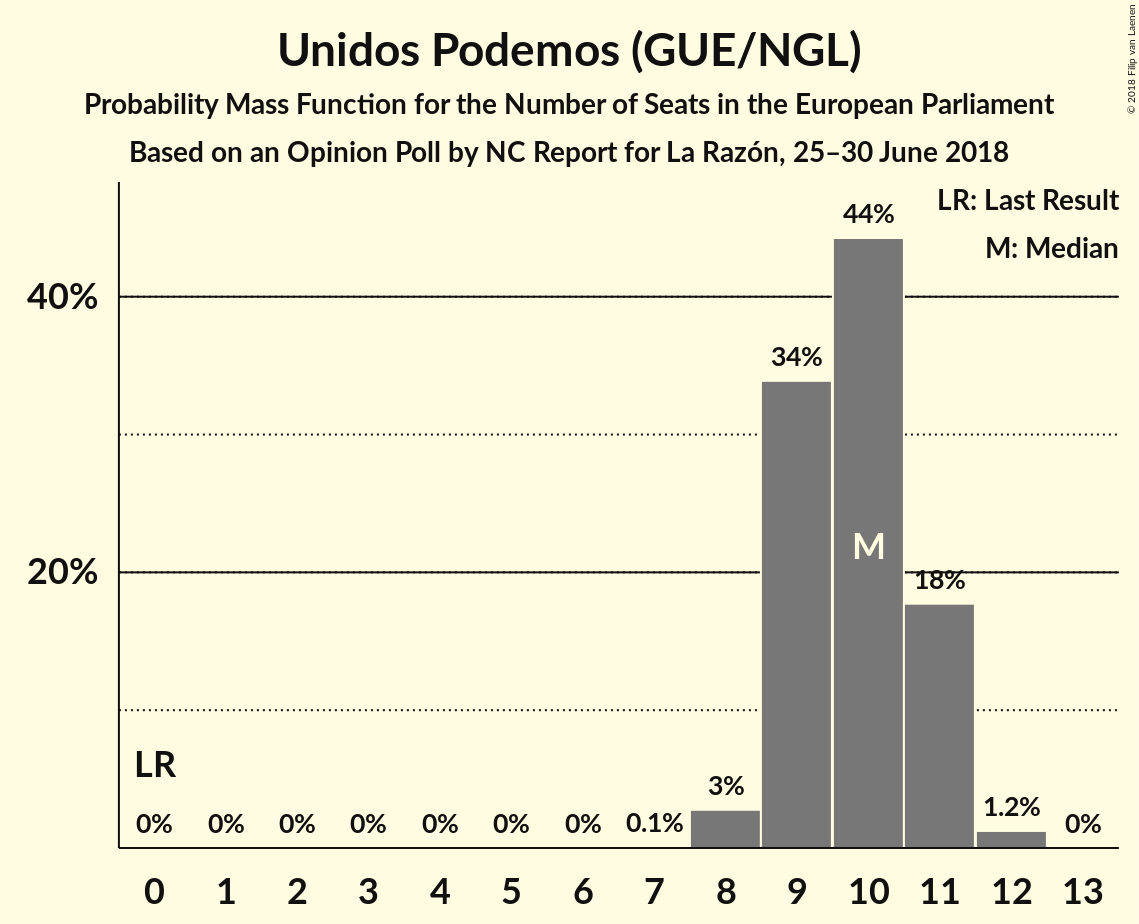 Unidos Podemos (GUE/NGL)
Probability Mass Function for the Number of Seats in the European Parliament
Based on an Opinion Poll by NC Report for La Razón, 25–30 June 2018
© 2018 Filip van Laenen
LR: Last Result
M: Median
44%
40%
34%
M
20%
18%
LR
3%
1.2%
0% 0% 0% 0% 0% 0% 0% 0.1% 0%
0 1 2 3 4 5 6 7 8 9 10 11 12 13